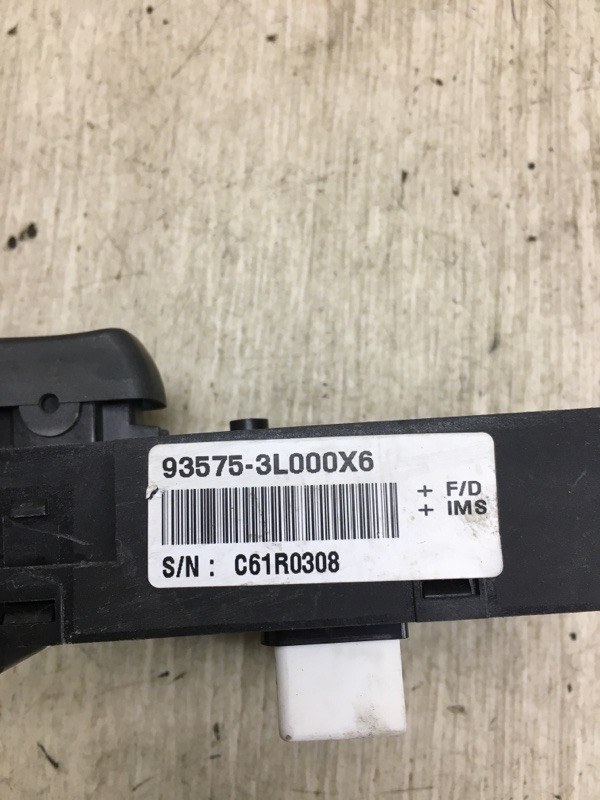 93575-3L000X6
+ F/D
+ IMS
S/N : C61R0308